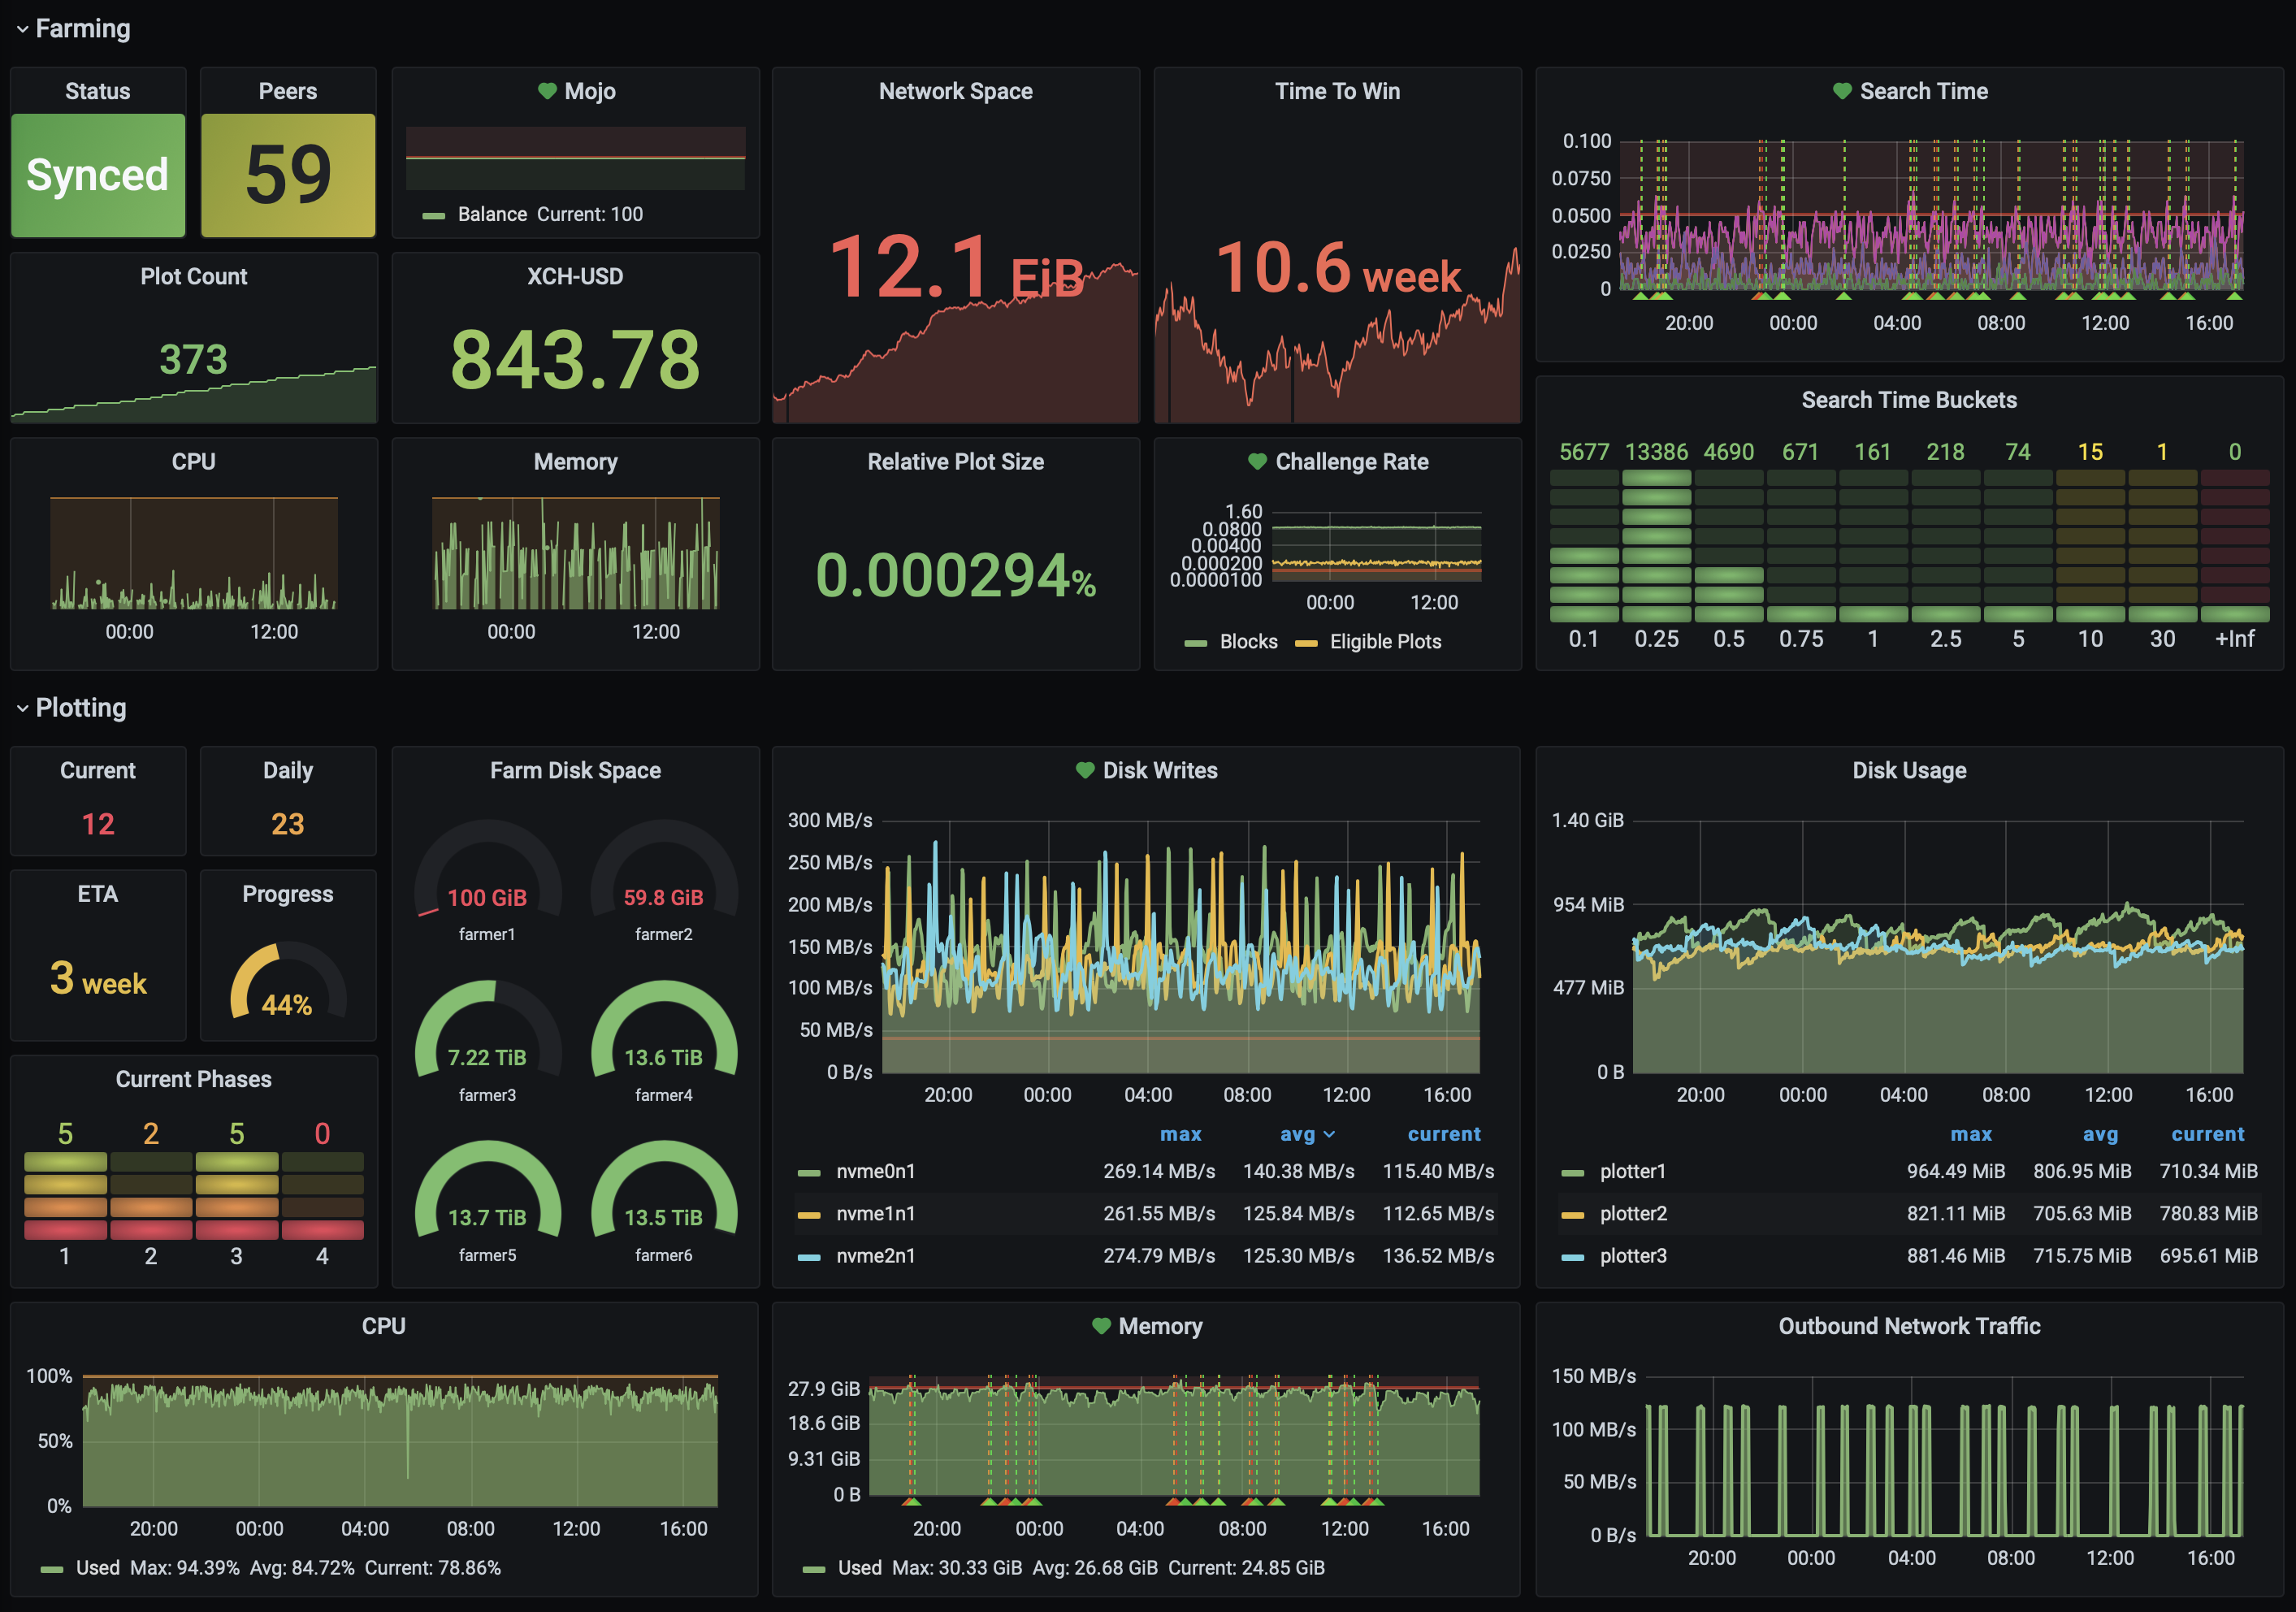 Farming
Status
Synced
Peers
59
Mojo
Balance Current: 100
Network Space
12.1 EiB
Time To Win
10.6 week
Search Time
0.100
0.0750
0.0500
0.0250
0
20:00 00:00 04:00 08:00 12:00 16:00
Plot Count
373
XCH-USD
843.78
Search Time Buckets
5677 13386 4690 671 161 218 74 15 1 0
0.1 0.25 0.5 0.75 1 2.5 5 10 30 +Inf
CPU
00:00 12:00
Memory
00:00 12:00
Relative Plot Size
0.000294%
Challenge Rate
1.60
0.0800
0.00400
0.000200
0.0000100
00:00 12:00
Blocks Eligible Plots
Plotting
Current
12
Daily
23
ETA
3 week
Progress
44%
Current Phases
5 2 5 0
1 2 3 4
Farm Disk Space
100 GiB 59.8 GiB
farmer1 farmer2
7.22 TiB 13.6 TiB
farmer3 farmer4
13.7 TiB 13.5 TiB
farmer5 farmer6
Disk Writes
300 MB/s
250 MB/s
200 MB/s
150 MB/s
100 MB/s
50 MB/s
0 B/s
20:00 00:00 04:00 08:00 12:00 16:00
max avg current
nvme0n1 269.14 MB/s 140.38 MB/s 115.40 MB/s
nvme1n1 261.55 MB/s 125.84 MB/s 112.65 MB/s
nvme2n1 274.79 MB/s 125.30 MB/s 136.52 MB/s
Disk Usage
1.40 GiB
954 MiB
477 MiB
0 B
20:00 00:00 04:00 08:00 12:00 16:00
max avg current
plotter1 964.49 MiB 806.95 MiB 710.34 MiB
plotter2 821.11 MiB 705.63 MiB 780.83 MiB
plotter3 881.46 MiB 715.75 MiB 695.61 MiB
CPU
100%
50%
0%
20:00 00:00 04:00 08:00 12:00 16:00
Used Max: 94.39% Avg: 84.72% Current: 78.86%
Memory
27.9 GiB
18.6 GiB
9.31 GiB
0 B
20:00 00:00 04:00 08:00 12:00 16:00
Used Max: 30.33 GiB Avg: 26.68 GiB Current: 24.85 GiB
Outbound Network Traffic
150 MB/s
100 MB/s
50 MB/s
0 B/s
20:00 00:00 04:00 08:00 12:00 16:00